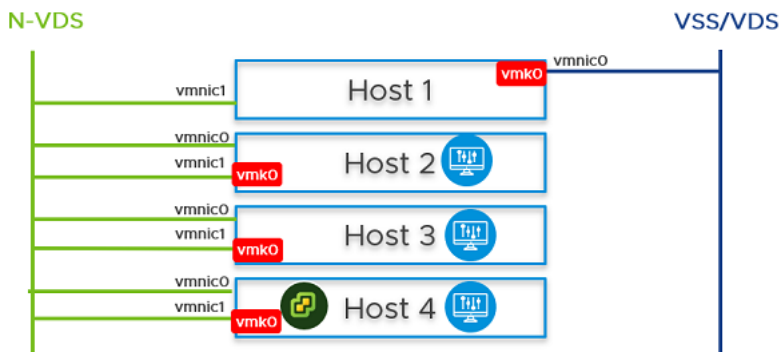 N-VDS
VSS/VDS
vmnic0
vmk0
vmnic1
Host 1
vmnic0
vmnic1
vmk0
Host 2
vmnic0
vmnic1
vmk0
Host 3
vmnic0
vmnic1
vmk0
Host 4